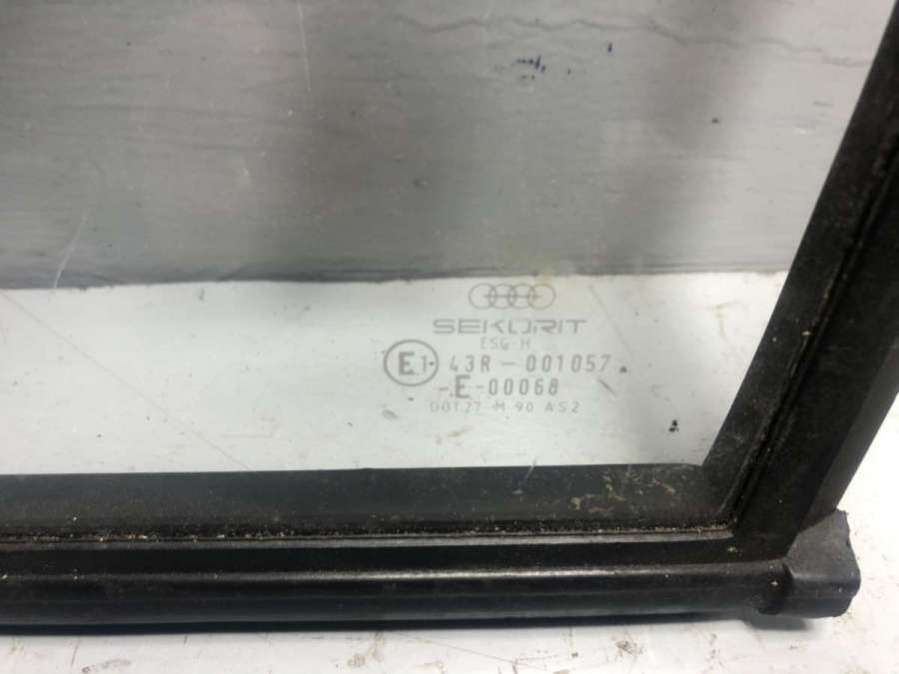 SEKURIT
ESG-H
E1 43R-001057
E-00068
DOT27 M 90 AS2